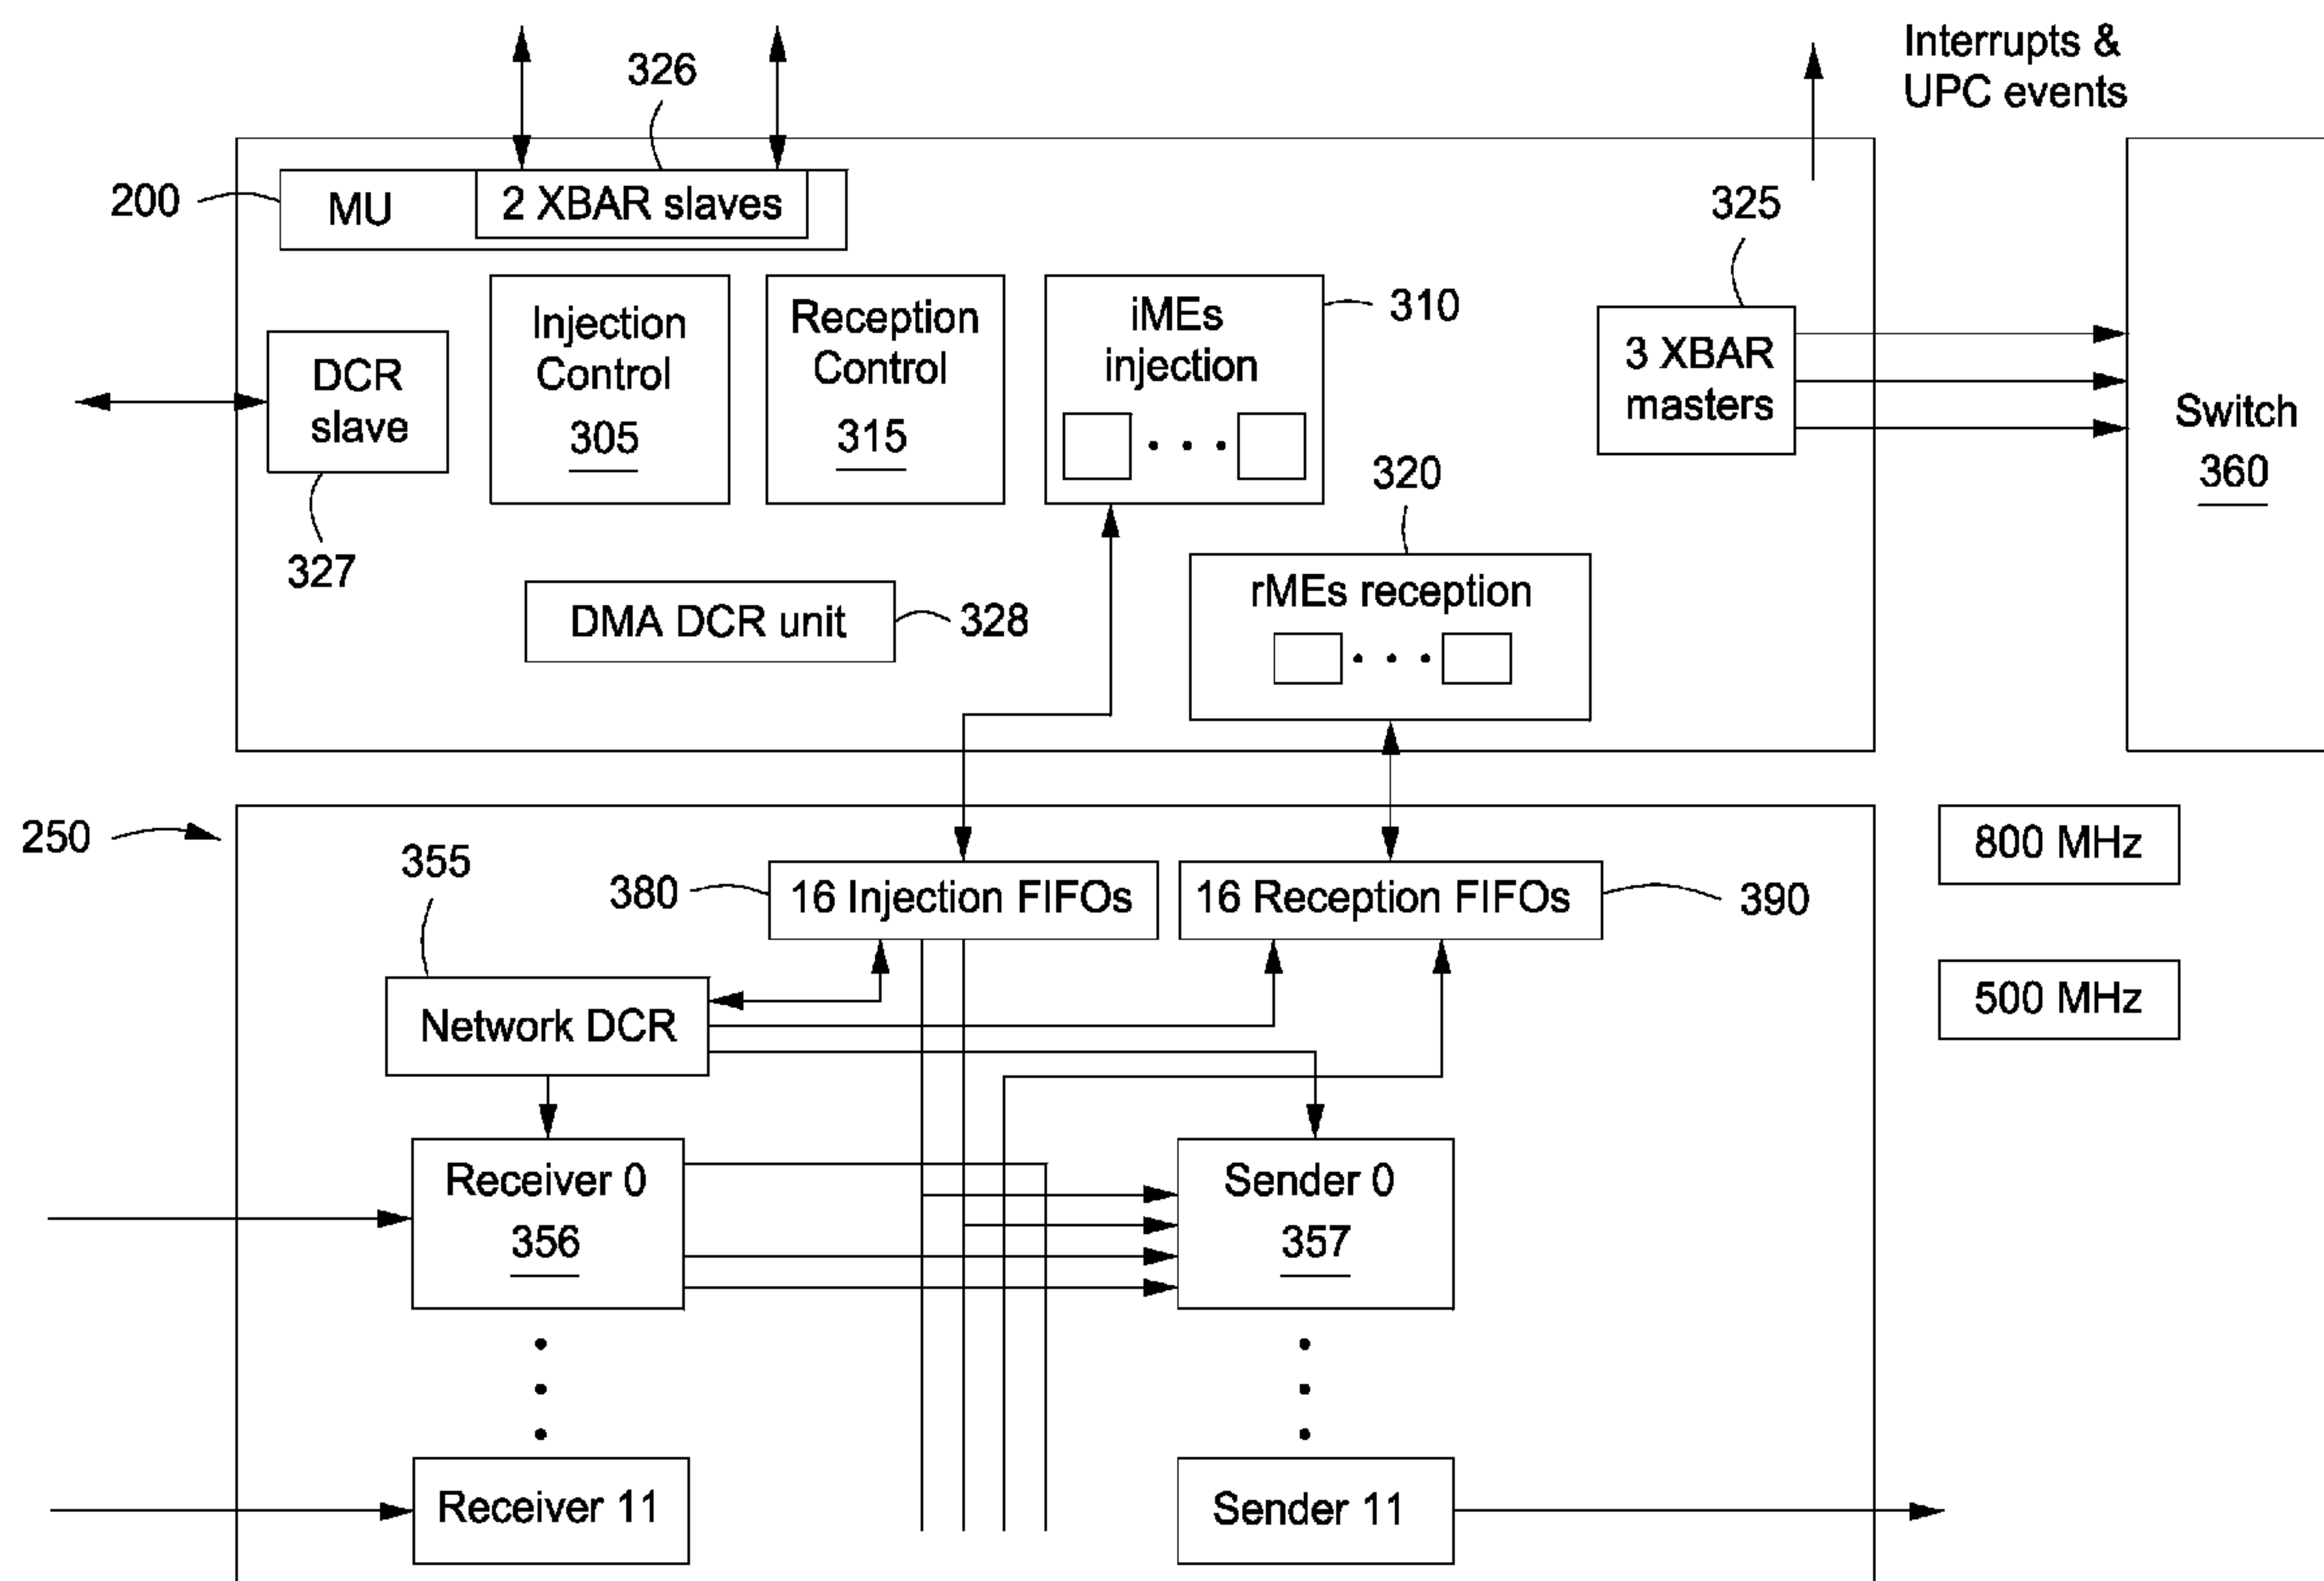 Interrupts &
UPC events
326
200
MU
2 XBAR slaves
325
Injection
Control
305
Reception
Control
315
iMEs
injection
310
3 XBAR
masters
DCR
slave
327
Switch
360
320
rMEs reception
DMA DCR unit
328
250
355
380
16 Injection FIFOs
16 Reception FIFOs
390
800 MHz
500 MHz
Network DCR
Receiver 0
356
Sender 0
357
Receiver 11
Sender 11